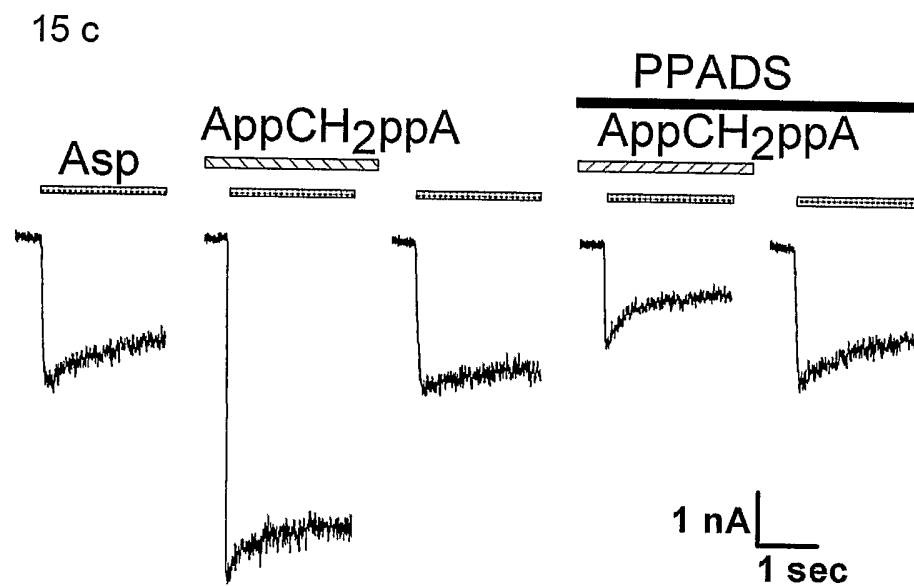 15 c
PPADS
AppCH2ppA
AppCH2ppA
Asp
1 nA
1 sec